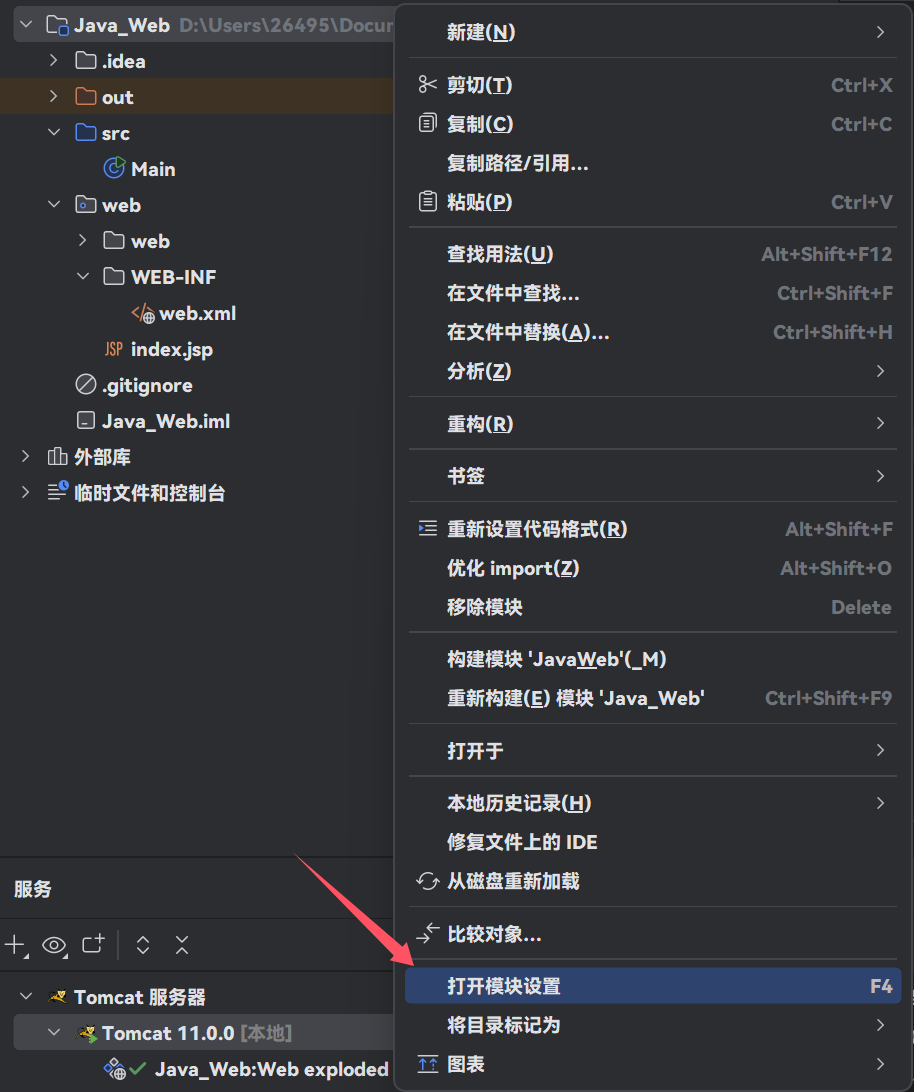 Java_Web D:\Users\26495\Docum
.idea
out
src
Main
web
web
WEB-INF
web.xml
JSP index.jsp
.gitignore
Java_Web.iml
外部库
临时文件和控制台
服务
Tomcat 服务器
Tomcat 11.0.0 [本地]
Java_Web:Web exploded
新建(N)
剪切(T) Ctrl+X
复制(C) Ctrl+C
复制路径/引用...
粘贴(P) Ctrl+V
查找用法(U) Alt+Shift+F12
在文件中查找... Ctrl+Shift+F
在文件中替换(A)... Ctrl+Shift+H
分析(Z)
重构(R)
书签
重新设置代码格式(R) Alt+Shift+F
优化 import(Z) Alt+Shift+O
移除模块 Delete
构建模块 'JavaWeb'(_M)
重新构建(E) 模块 'Java_Web' Ctrl+Shift+F9
打开于
本地历史记录(H)
修复文件上的 IDE
从磁盘重新加载
比较对象...
打开模块设置 F4
将目录标记为
图表